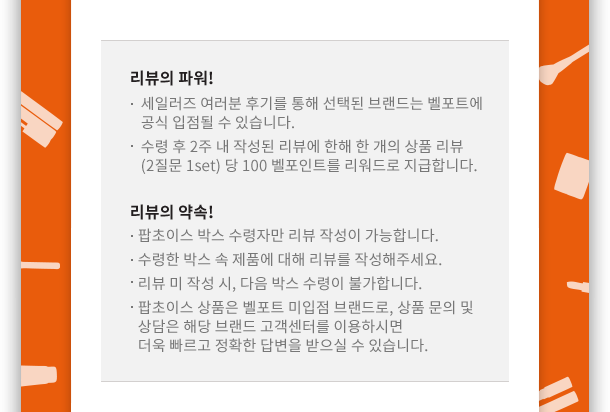 리뷰의 파워!
· 세일러즈 여러분 후기를 통해 선택된 브랜드는 벨포트에
공식 입점될 수 있습니다.
· 수령 후 2주 내 작성된 리뷰에 한해 한 개의 상품 리뷰
(2질문 1set) 당 100 벨포인트를 리워드로 지급합니다.
리뷰의 약속!
· 팝초이스 박스 수령자만 리뷰 작성이 가능합니다.
· 수령한 박스 속 제품에 대해 리뷰를 작성해주세요.
· 리뷰 미 작성 시, 다음 박스 수령이 불가합니다.
· 팝초이스 상품은 벨포트 미입점 브랜드로, 상품 문의 및
상담은 해당 브랜드 고객센터를 이용하시면
더욱 빠르고 정확한 답변을 받으실 수 있습니다.